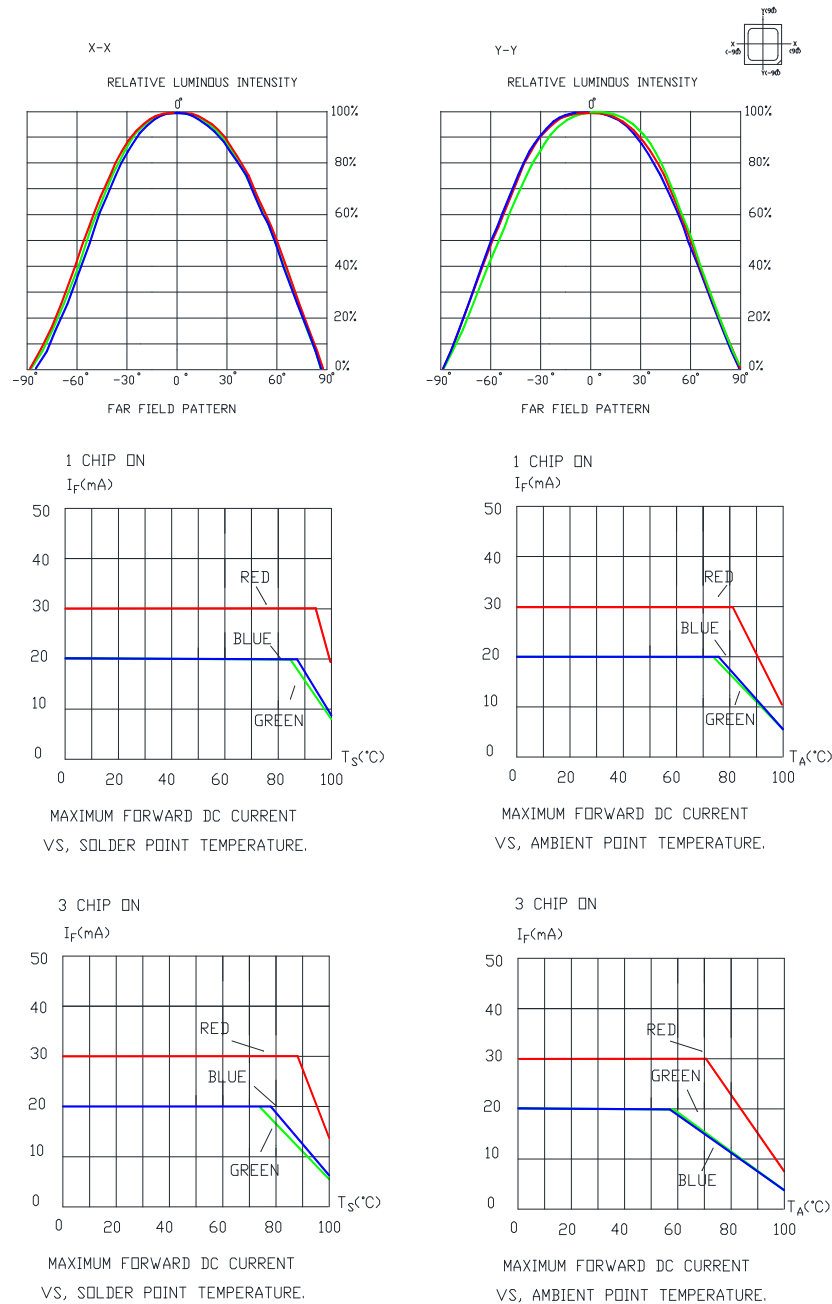 X-X
RELATIVE LUMINOUS INTENSITY
0°
100%
80%
60%
40%
20%
0%
-90° -60° -30° 0° 30° 60° 90°
FAR FIELD PATTERN
Y-Y
RELATIVE LUMINOUS INTENSITY
0°
100%
80%
60%
40%
20%
0%
-90° -60° -30° 0° 30° 60° 90°
FAR FIELD PATTERN
Y(90°)
X X
(-90°) (90°)
Y(-90°)
1 CHIP ON
IF(mA)
50
40
30
20
10
0
RED
BLUE
GREEN
TS(°C)
0 20 40 60 80 100
MAXIMUM FORWARD DC CURRENT
VS, SOLDER POINT TEMPERATURE.
1 CHIP ON
IF(mA)
50
40
30
20
10
0
RED
BLUE
GREEN
TA(°C)
0 20 40 60 80 100
MAXIMUM FORWARD DC CURRENT
VS, AMBIENT POINT TEMPERATURE.
3 CHIP ON
IF(mA)
50
40
30
20
10
0
RED
BLUE
GREEN
TS(°C)
0 20 40 60 80 100
MAXIMUM FORWARD DC CURRENT
VS, SOLDER POINT TEMPERATURE.
3 CHIP ON
IF(mA)
50
40
30
20
10
0
RED
GREEN
BLUE
TA(°C)
0 20 40 60 80 100
MAXIMUM FORWARD DC CURRENT
VS, AMBIENT POINT TEMPERATURE.